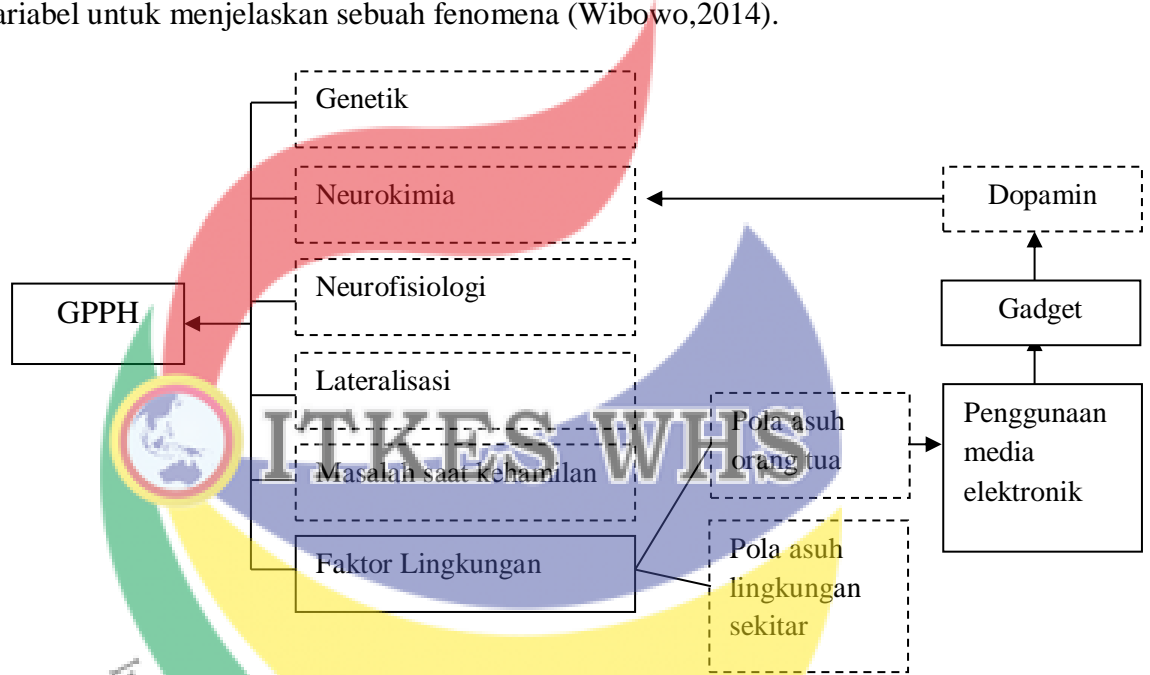 ariabel untuk menjelaskan sebuah fenomena (Wibowo,2014).
Genetik
Neurokimia
Dopamin
Neurofisiologi
GPPH
Gadget
Lateralisasi
Pola asuh
orang tua
Penggunaan
media
elektronik
ITKES WHS
Masalah saat kehamilan
Faktor Lingkungan
Pola asuh
lingkungan
sekitar